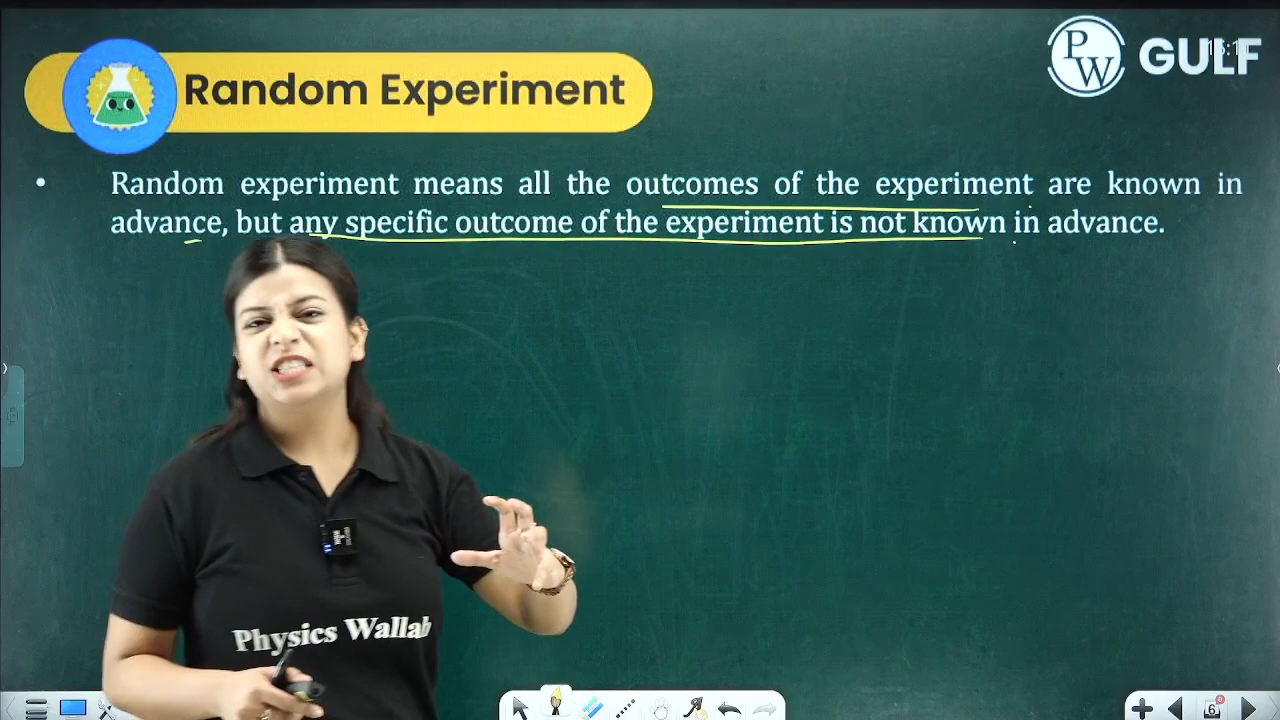 PW GULF
Random Experiment
• Random experiment means all the outcomes of the experiment are known in
advance, but any specific outcome of the experiment is not known in advance.
Physics Wallah
6